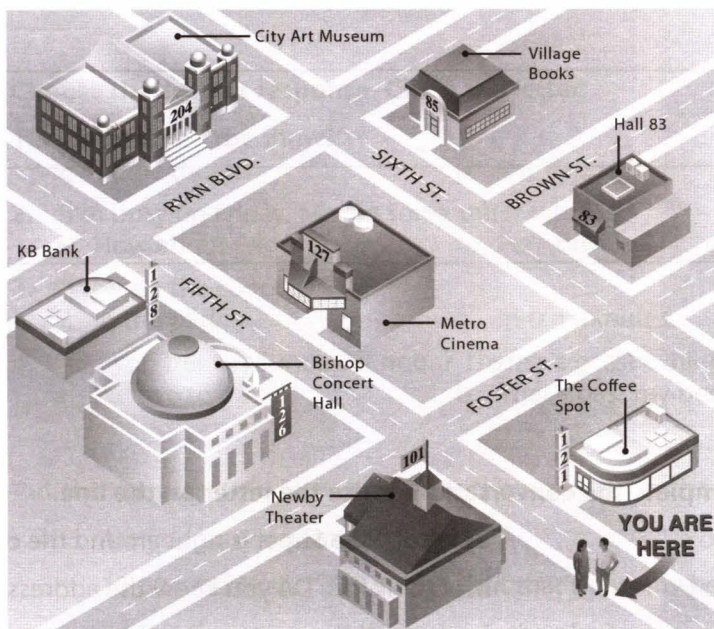 City Art Museum
204
Village
Books
85
Hall 83
83
RYAN BLVD.
SIXTH ST.
BROWN ST.
KB Bank
128
FIFTH ST.
127
Metro
Cinema
Bishop
Concert
Hall
126
FOSTER ST.
The Coffee
Spot
121
101
Newby
Theater
YOU ARE
HERE